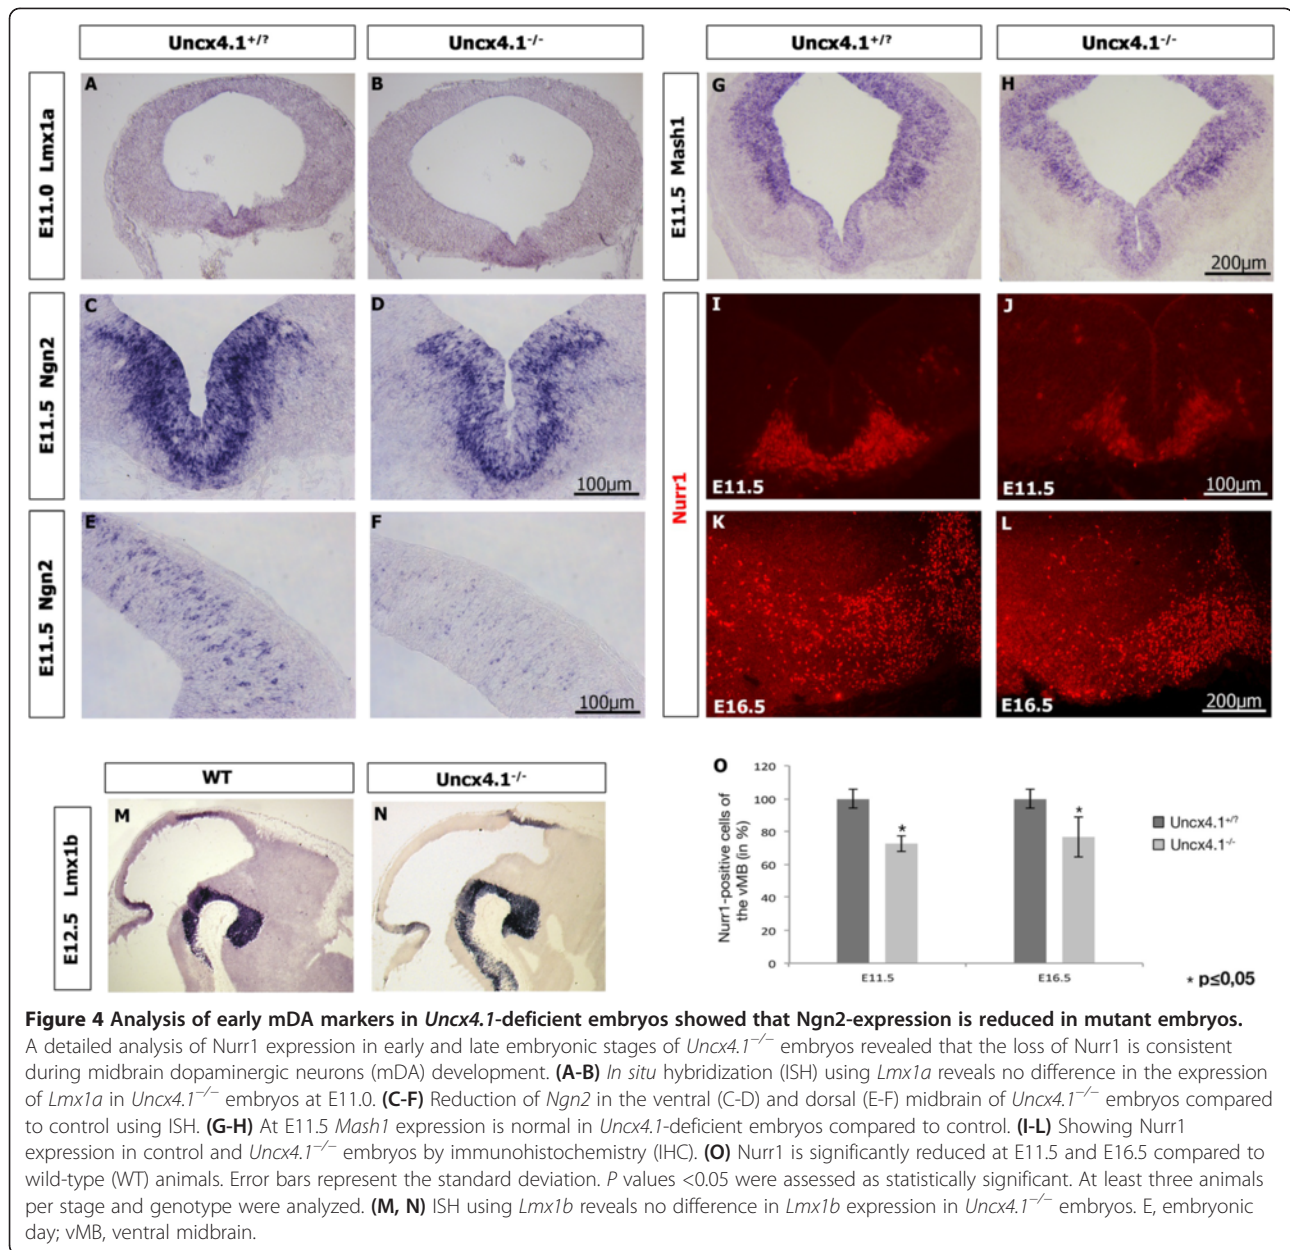 Uncx4.1+/?
Uncx4.1-/-
Uncx4.1+/?
Uncx4.1-/-
E11.0 Lmx1a
A
B
E11.5 Mash1
G
H
200µm
E11.5 Ngn2
C
D
100µm
Nurr1
I
E11.5
J
E11.5
100µm
E11.5 Ngn2
E
F
100µm
K
E16.5
L
E16.5
200µm
WT
Uncx4.1-/-
E12.5 Lmx1b
M
N
O
Nurr1-positive cells of
the vMB (in %)
120
100
80
60
40
20
0
*
*
E11.5
E16.5
Uncx4.1+/?
Uncx4.1-/-
* p≤0,05
Figure 4 Analysis of early mDA markers in Uncx4.1-deficient embryos showed that Ngn2-expression is reduced in mutant embryos.
A detailed analysis of Nurr1 expression in early and late embryonic stages of Uncx4.1−/− embryos revealed that the loss of Nurr1 is consistent
during midbrain dopaminergic neurons (mDA) development. (A-B) In situ hybridization (ISH) using Lmx1a reveals no difference in the expression
of Lmx1a in Uncx4.1−/− embryos at E11.0. (C-F) Reduction of Ngn2 in the ventral (C-D) and dorsal (E-F) midbrain of Uncx4.1−/− embryos compared
to control using ISH. (G-H) At E11.5 Mash1 expression is normal in Uncx4.1-deficient embryos compared to control. (I-L) Showing Nurr1
expression in control and Uncx4.1−/− embryos by immunohistochemistry (IHC). (O) Nurr1 is significantly reduced at E11.5 and E16.5 compared to
wild-type (WT) animals. Error bars represent the standard deviation. P values <0.05 were assessed as statistically significant. At least three animals
per stage and genotype were analyzed. (M, N) ISH using Lmx1b reveals no difference in Lmx1b expression in Uncx4.1−/− embryos. E, embryonic
day; vMB, ventral midbrain.